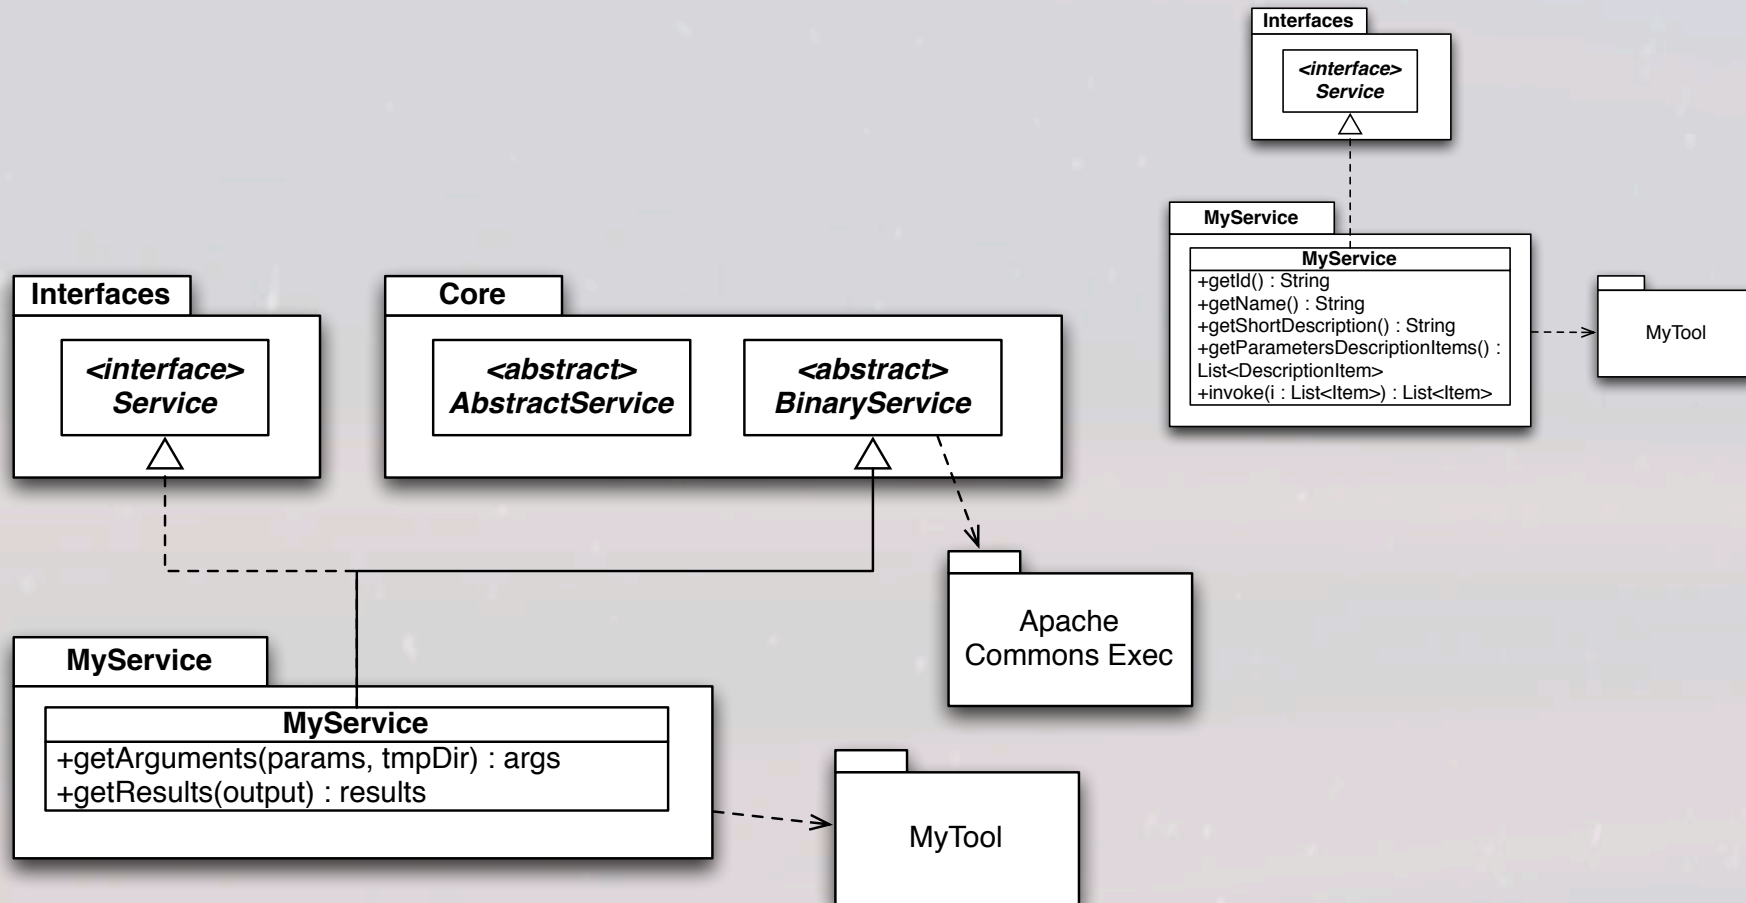 Interfaces
<interface>
Service
MyService
MyService
+getId() : String
+getName() : String
+getShortDescription() : String
+getParametersDescriptionItems() :
List<DescriptionItem>
+invoke(i : List<Item>) : List<Item>
MyTool
Interfaces
<interface>
Service
Core
<abstract>
AbstractService
<abstract>
BinaryService
Apache
Commons Exec
MyService
MyService
+getArguments(params, tmpDir) : args
+getResults(output) : results
MyTool